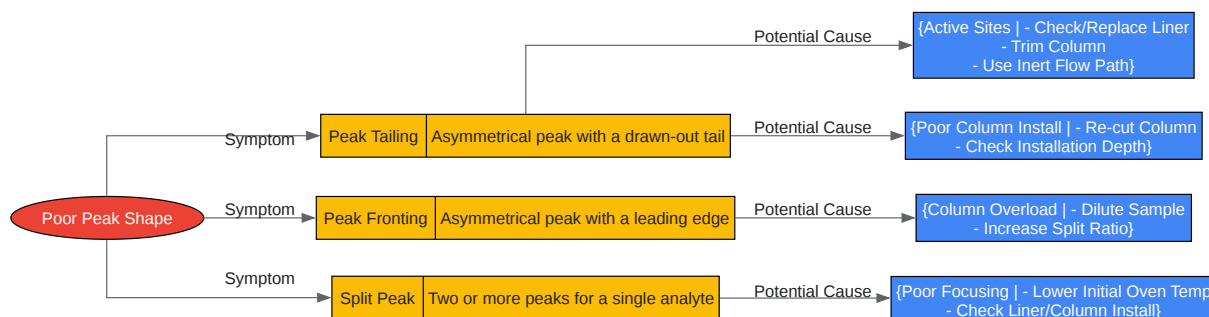 Poor Peak Shape
Symptom
Peak Tailing
Asymmetrical peak with a drawn-out tail
Potential Cause
{Active Sites | - Check/Replace Liner
- Trim Column
- Use Inert Flow Path}
Potential Cause
{Poor Column Install | - Re-cut Column
- Check Installation Depth}
Symptom
Peak Fronting
Asymmetrical peak with a leading edge
Potential Cause
{Column Overload | - Dilute Sample
- Increase Split Ratio}
Symptom
Split Peak
Two or more peaks for a single analyte
Potential Cause
{Poor Focusing | - Lower Initial Oven Temp
- Check Liner/Column Install}